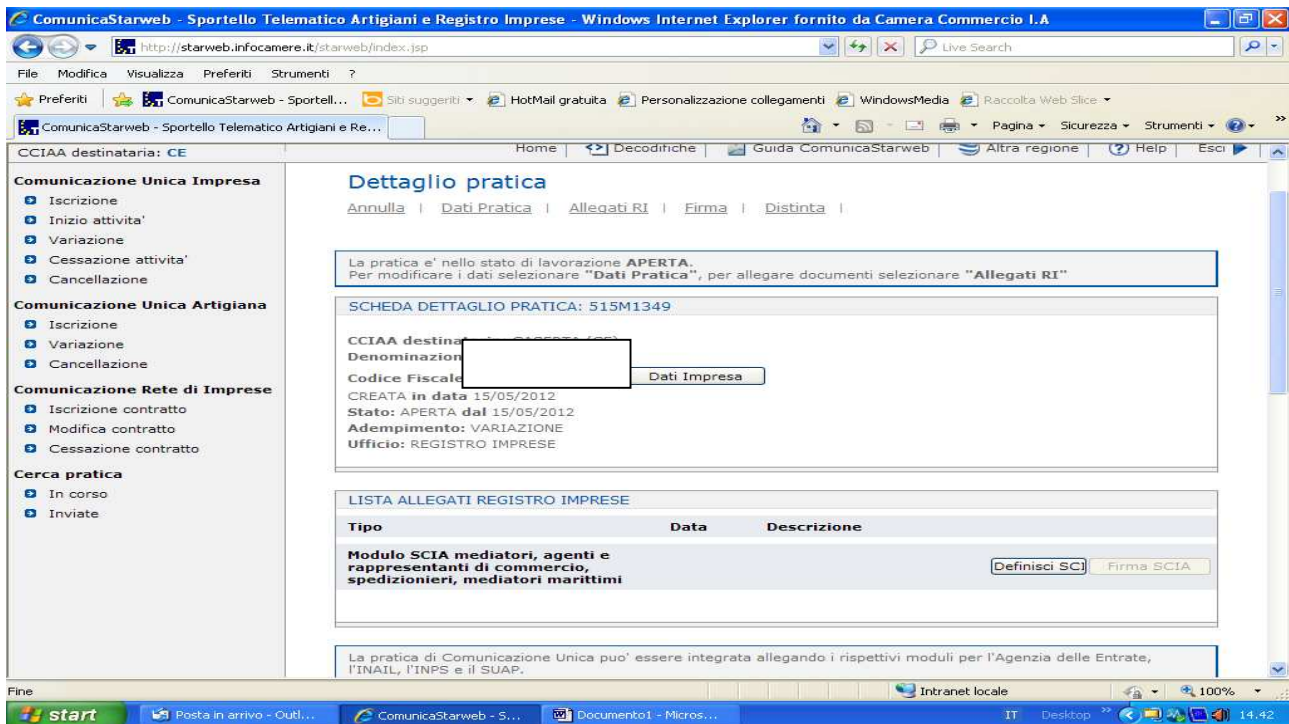 ComunicaStarweb - Sportello Telematico Artigiani e Registro Imprese - Windows Internet Explorer fornito da Camera Commercio I.A
http://starweb.infocamere.it/starweb/index.jsp
Live Search
File Modifica Visualizza Preferiti Strumenti ?
Preferiti ComunicaStarweb - Sportell... Siti suggeriti HotMail gratuita Personalizzazione collegamenti WindowsMedia Raccolta Web Slice
ComunicaStarweb - Sportello Telematico Artigiani e Re... Pagina Sicurezza Strumenti »
CCIAA destinataria: CE
Home | Decodifiche | Guida ComunicaStarweb | Altra regione | Help | Esci
Comunicazione Unica Impresa
Iscrizione
Inizio attivita'
Variazione
Cessazione attivita'
Cancellazione
Comunicazione Unica Artigiana
Iscrizione
Variazione
Cancellazione
Comunicazione Rete di Imprese
Iscrizione contratto
Modifica contratto
Cessazione contratto
Cerca pratica
In corso
Inviate
Dettaglio pratica
Annulla | Dati Pratica | Allegati RI | Firma | Distinta |
La pratica e' nello stato di lavorazione APERTA.
Per modificare i dati selezionare "Dati Pratica", per allegare documenti selezionare "Allegati RI"
SCHEDA DETTAGLIO PRATICA: 515M1349
CCIAA
Codice Fiscale
Dati Impresa
CREATA in data 15/05/2012
Stato: APERTA dal 15/05/2012
Adempimento: VARIAZIONE
Ufficio: REGISTRO IMPRESE
LISTA ALLEGATI REGISTRO IMPRESE
Tipo Data Descrizione
Modulo SCIA mediatori, agenti e
rappresentanti di commercio,
spedizionieri, mediatori marittimi
Definisci SCI Firma SCIA
La pratica di Comunicazione Unica puo' essere integrata allegando i rispettivi moduli per l'Agenzia delle Entrate,
l'INAIL, l'INPS e il SUAP.
Fine Intranet locale 100%
start Posta in arrivo - Outl... ComunicaStarweb - S... Documento1 - Micros... IT Desktop » 14.42